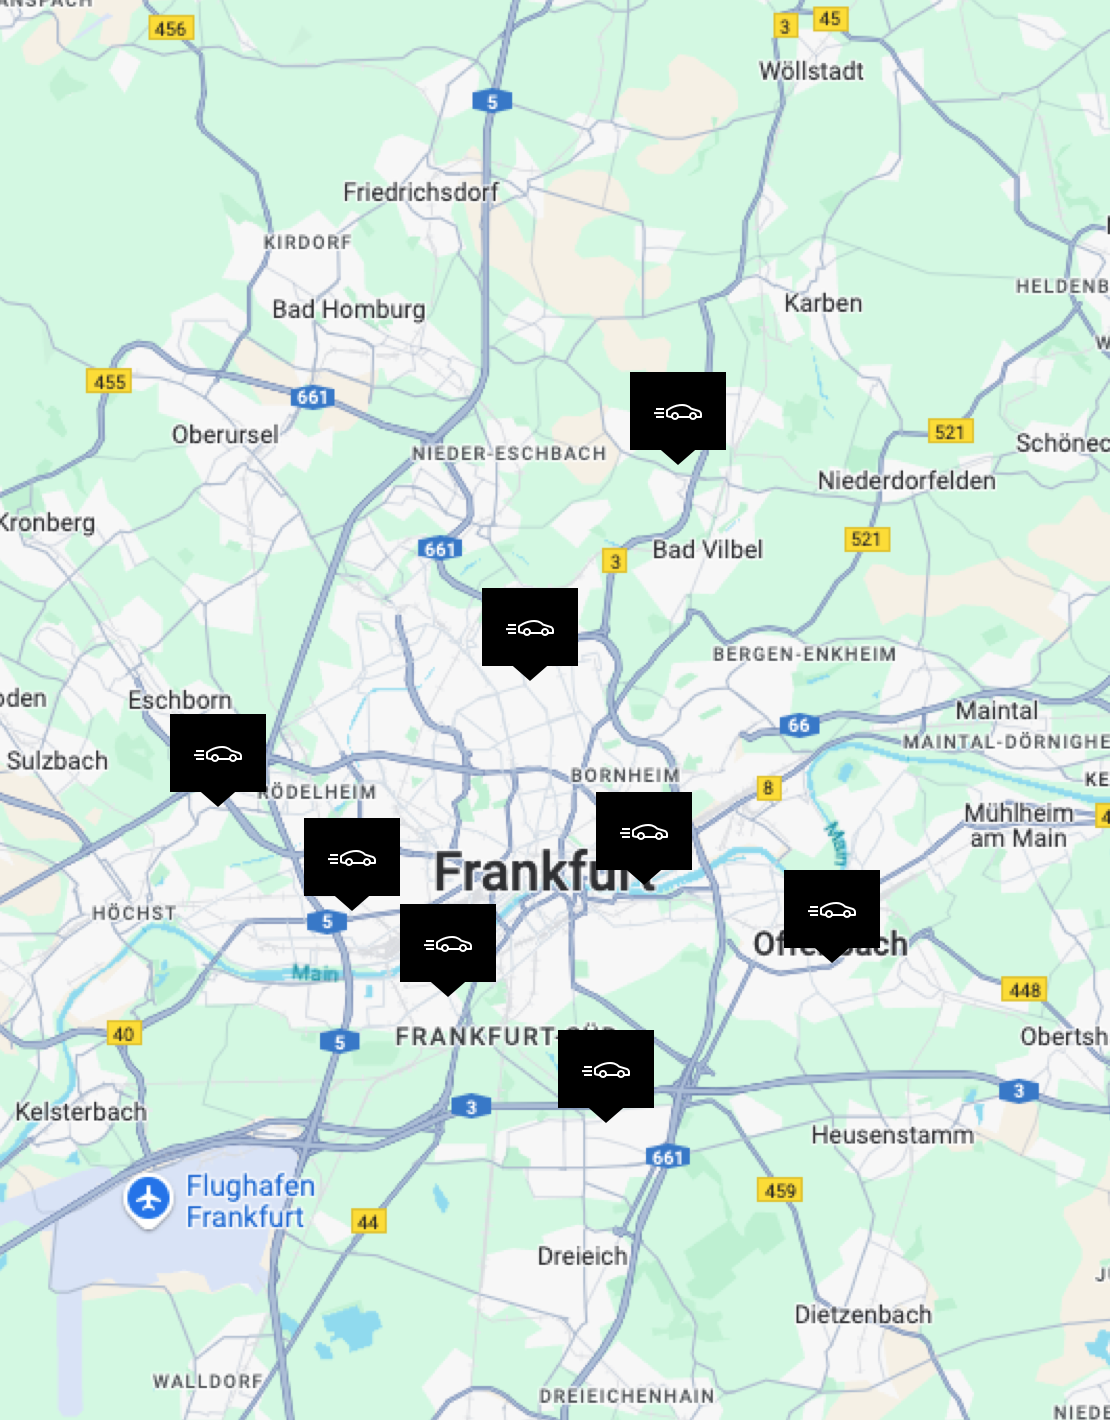 456
3
45
Wöllstadt
5
Friedrichsdorf
KIRDORF
HELDENB
Bad Homburg
Karben
455
661
Oberursel
521
NIEDER-ESCHBACH
Schönec
Niederdorfelden
Kronberg
661
521
3
Bad Vilbel
BERGEN-ENKHEIM
Eschborn
Maintal
66
MAINTAL-DÖRNIGHE
Sulzbach
BORNHEIM
KE
RÖDELHEIM
8
Mühlheim
am Main
4
Main
Frankfurt
HÖCHST
5
Offenbach
Main
448
40
5
FRANKFURT-SÜD
Obertsh
Kelsterbach
3
3
Heusenstamm
661
Flughafen
Frankfurt
459
44
Dreieich
Dietzenbach
WALLDORF
DREIEICHENHAIN
NIEDE